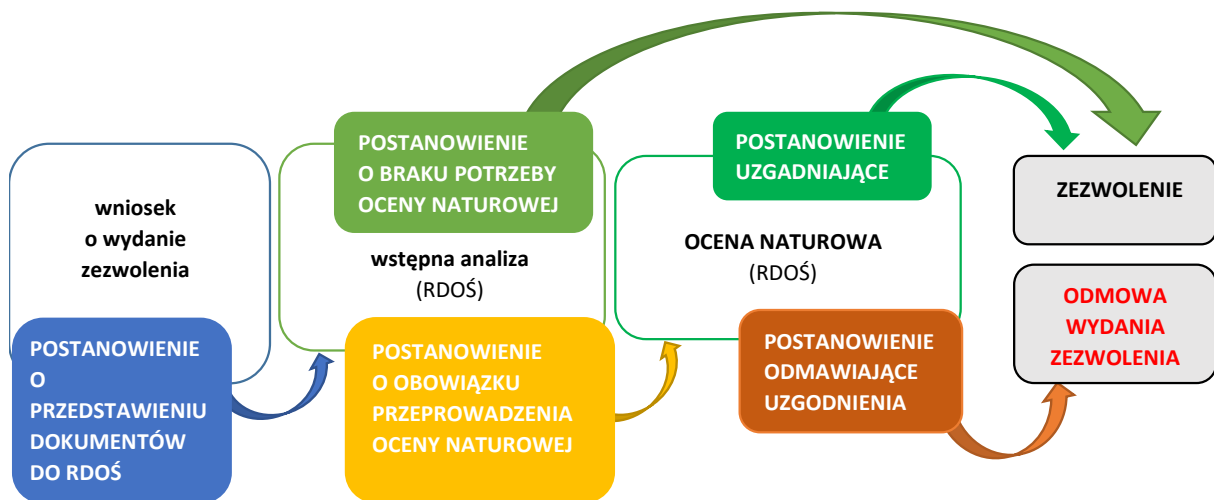 wniosek
o wydanie
zezwolenia
POSTANOWIENIE
O
PRZEDSTAWIENIU
DOKUMENTÓW
DO RDOŚ
POSTANOWIENIE
O BRAKU POTRZEBY
OCENY NATUROWEJ
wstępna analiza
(RDOŚ)
POSTANOWIENIE
O OBOWIĄZKU
PRZEPROWADZENIA
OCENY NATUROWEJ
POSTANOWIENIE
UZGADNIAJĄCE
OCENA NATUROWA
(RDOŚ)
POSTANOWIENIE
ODMAWIAJĄCE
UZGODNIENIA
ZEZWOLENIE
ODMOWA
WYDANIA
ZEZWOLENIA